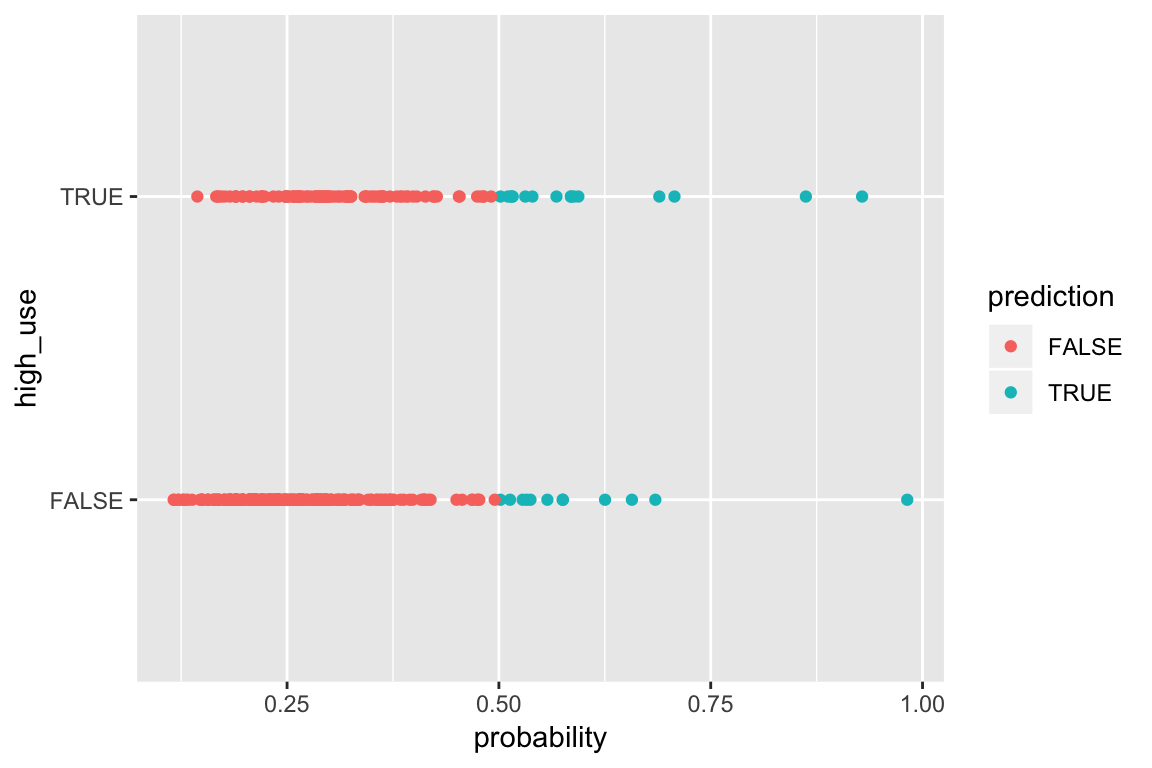 TRUE
FALSE
high_use
0.25
0.50
0.75
1.00
probability
prediction
FALSE
TRUE